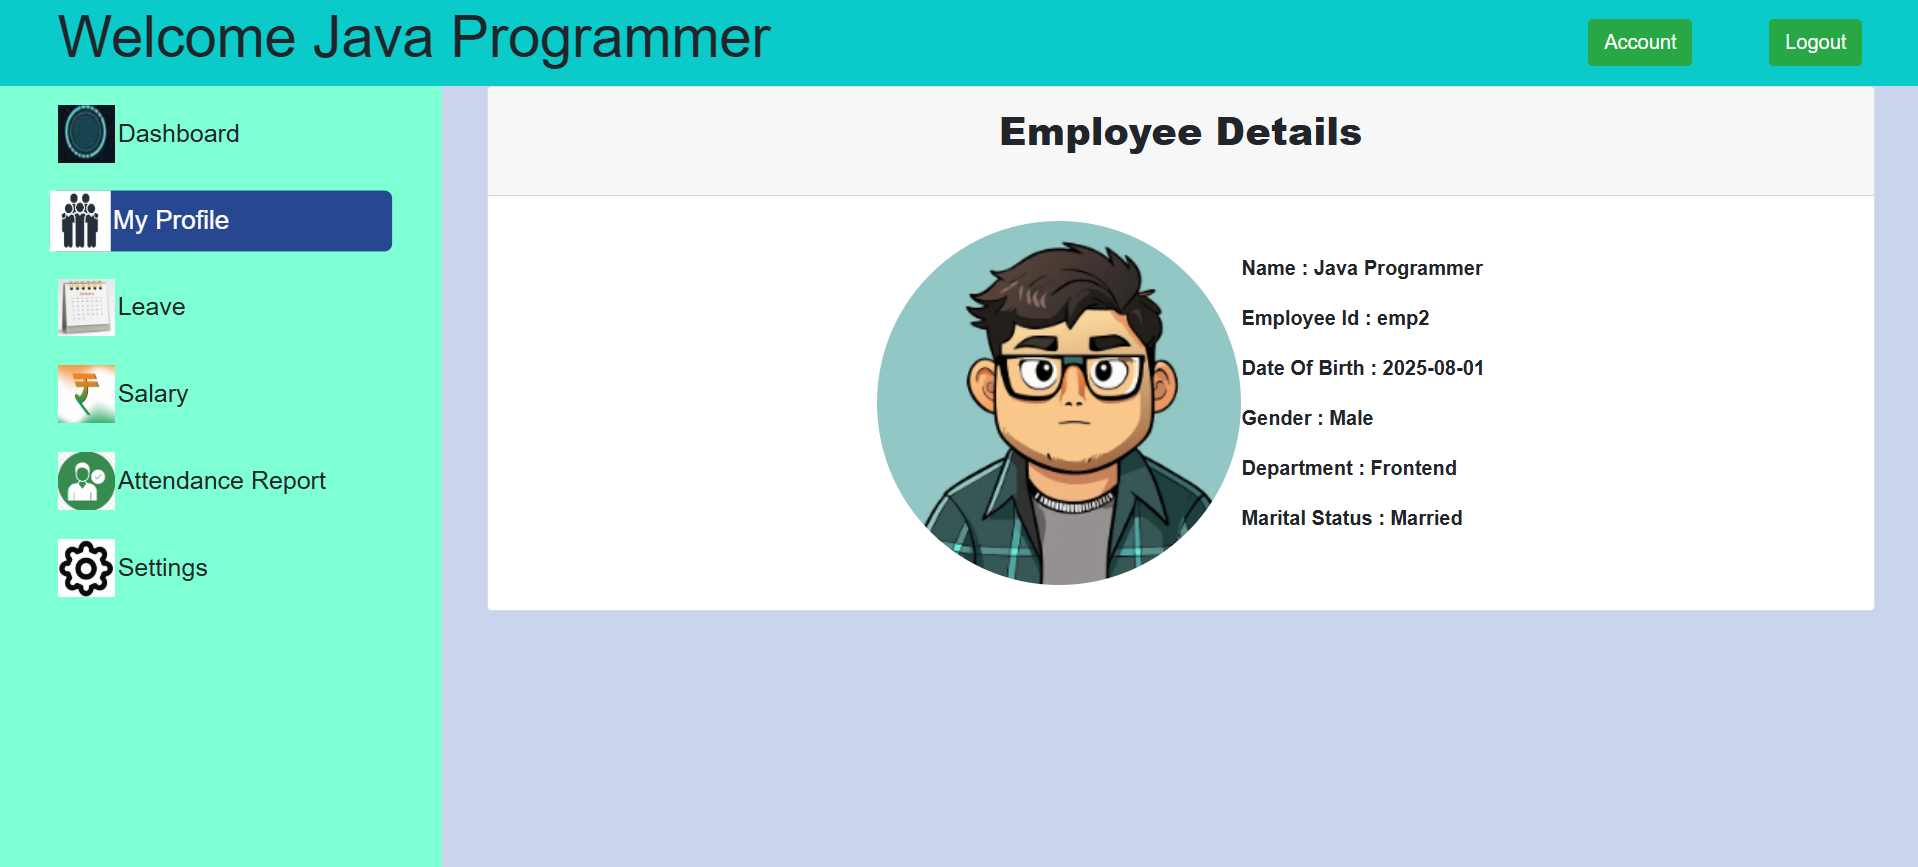 Welcome Java Programmer
Account
Logout
Dashboard
My Profile
Leave
Salary
Attendance Report
Settings
Employee Details
Name : Java Programmer
Employee Id : emp2
Date Of Birth : 2025-08-01
Gender : Male
Department : Frontend
Marital Status : Married